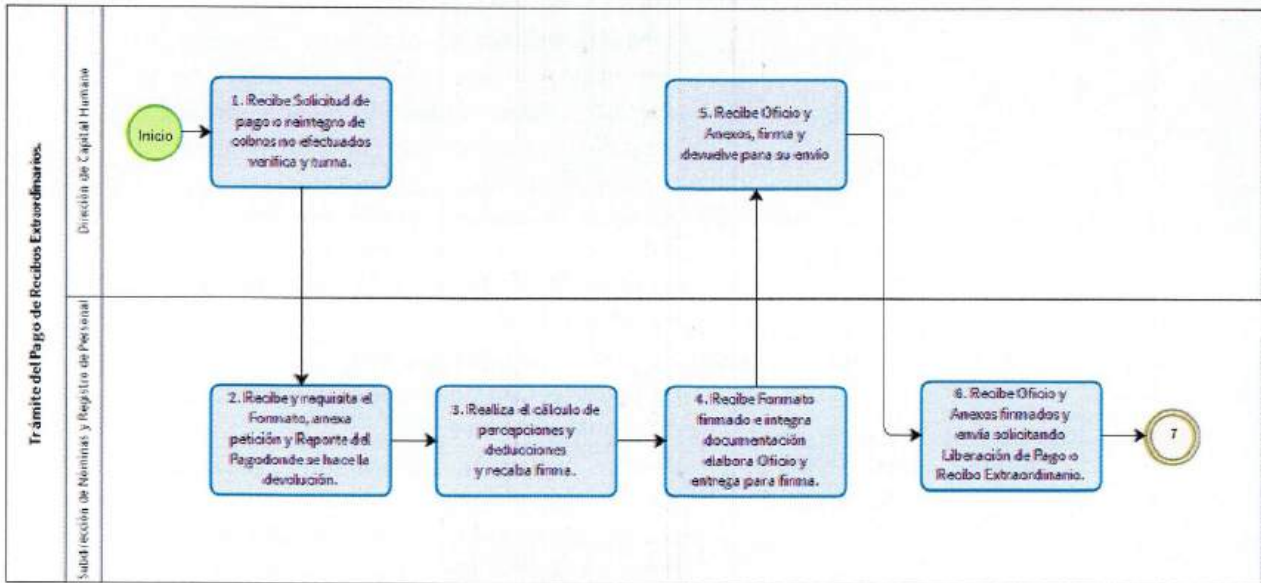 Trámite del Pago de Recibos Extraordinarios.
Dirección de Capital Humano
Inicio
1. Recibe Solicitud de
pago o reintegro de
cobros no efectuados
verifica y turna.
5. Recibe Oficio y
Anexos, firma y
devuelve para su envío
Subdirección de Nóminas y Registro de Personal
2. Recibe y requisita el
Formato, anexa
petición y Reporte del
Pagodonde se hace la
devolución.
3. Realiza el cálculo de
percepciones y
deducciones
y recaba firma.
4. Recibe Formato
firmado e integra
documentación
elabora Oficio y
entrega para firma.
6. Recibe Oficio y
Anexos firmados y
envía solicitando
Liberación de Pago o
Recibo Extraordinario.
7